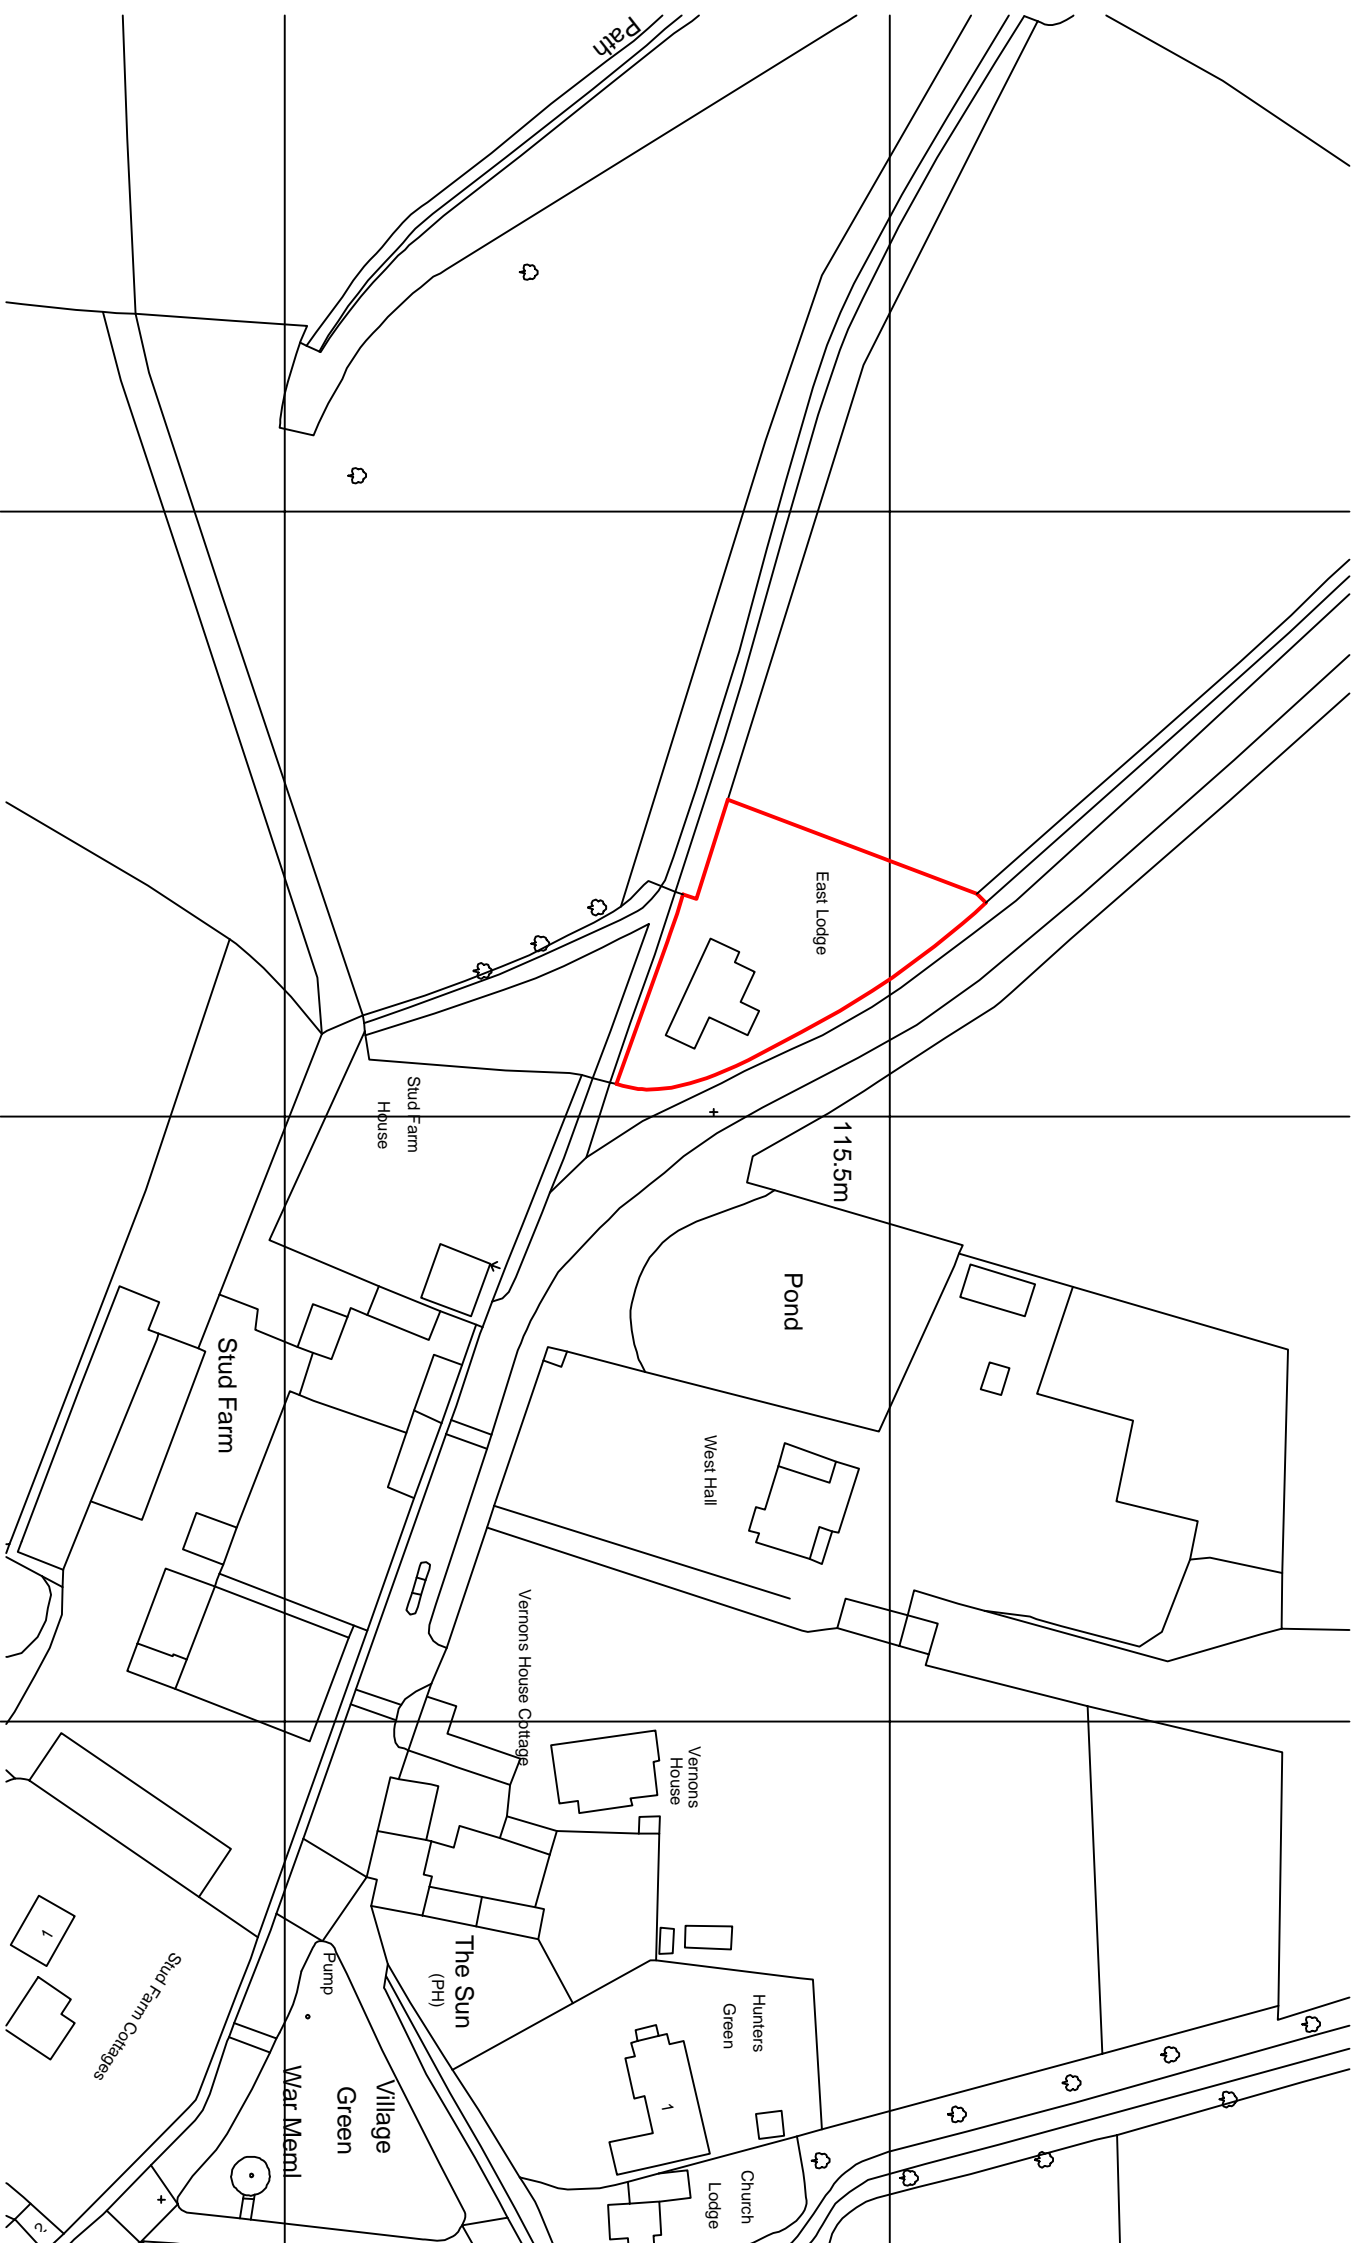 Path
East Lodge
115.5m
Stud Farm
House
Pond
Stud Farm
West Hall
Vernons House Cottage
Vernons
House
The Sun
(PH)
Pump
Hunters
Green
1
1
Stud Farm Cottages
Village
Green
War Meml
Church
Lodge
2